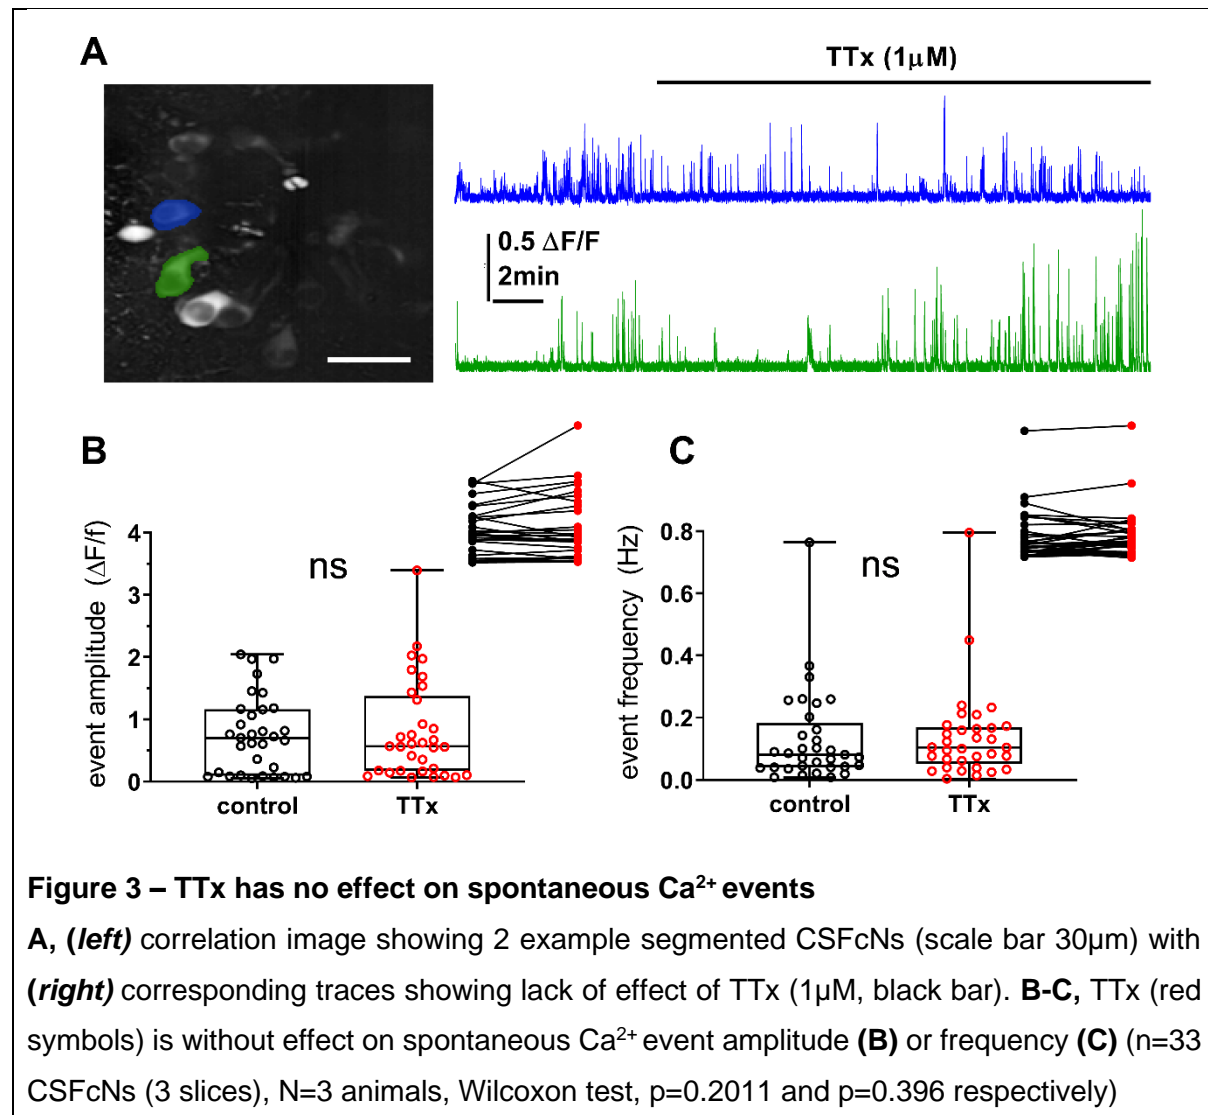 A
TTx (1μM)
0.5 ΔF/F
2min
B
event amplitude (ΔF/f)
4
3
2
1
0
ns
control
TTx
C
event frequency (Hz)
0.8
0.6
0.4
0.2
0.0
ns
control
TTx
Figure 3 – TTx has no effect on spontaneous Ca²⁺ events
A, (left) correlation image showing 2 example segmented CSFcNs (scale bar 30μm) with
(right) corresponding traces showing lack of effect of TTx (1μM, black bar). B-C, TTx (red
symbols) is without effect on spontaneous Ca²⁺ event amplitude (B) or frequency (C) (n=33
CSFcNs (3 slices), N=3 animals, Wilcoxon test, p=0.2011 and p=0.396 respectively)